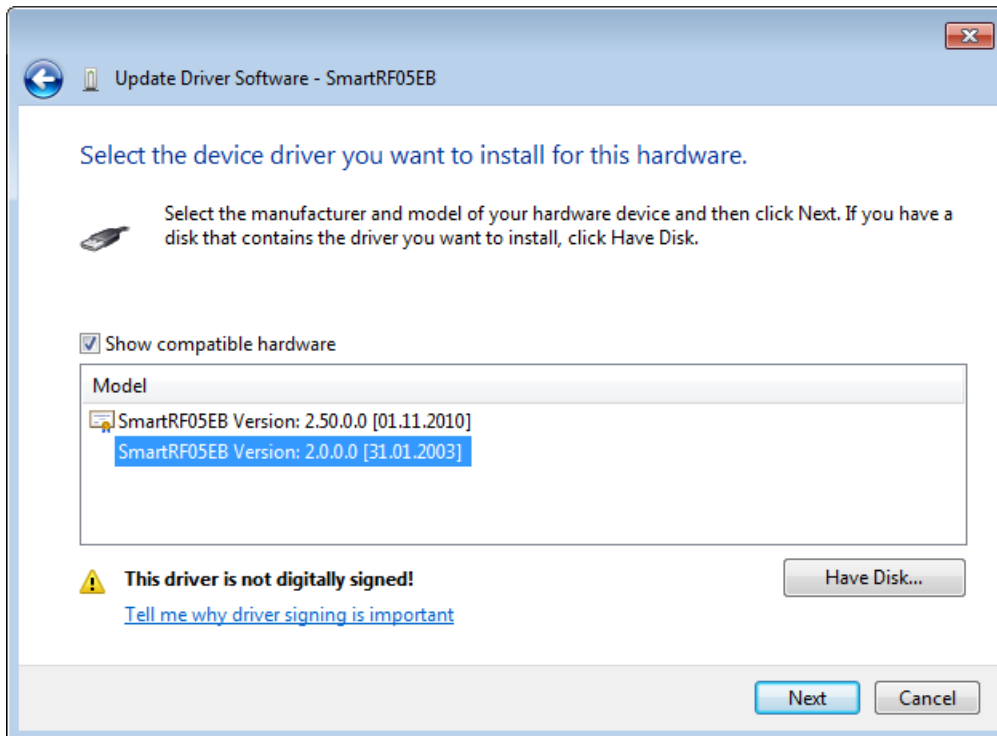 Update Driver Software - SmartRF05EB
Select the device driver you want to install for this hardware.
Select the manufacturer and model of your hardware device and then click Next. If you have a
disk that contains the driver you want to install, click Have Disk.
Show compatible hardware
Model
SmartRF05EB Version: 2.50.0.0 [01.11.2010]
SmartRF05EB Version: 2.0.0.0 [31.01.2003]
This driver is not digitally signed!
Have Disk...
Tell me why driver signing is important
Next
Cancel